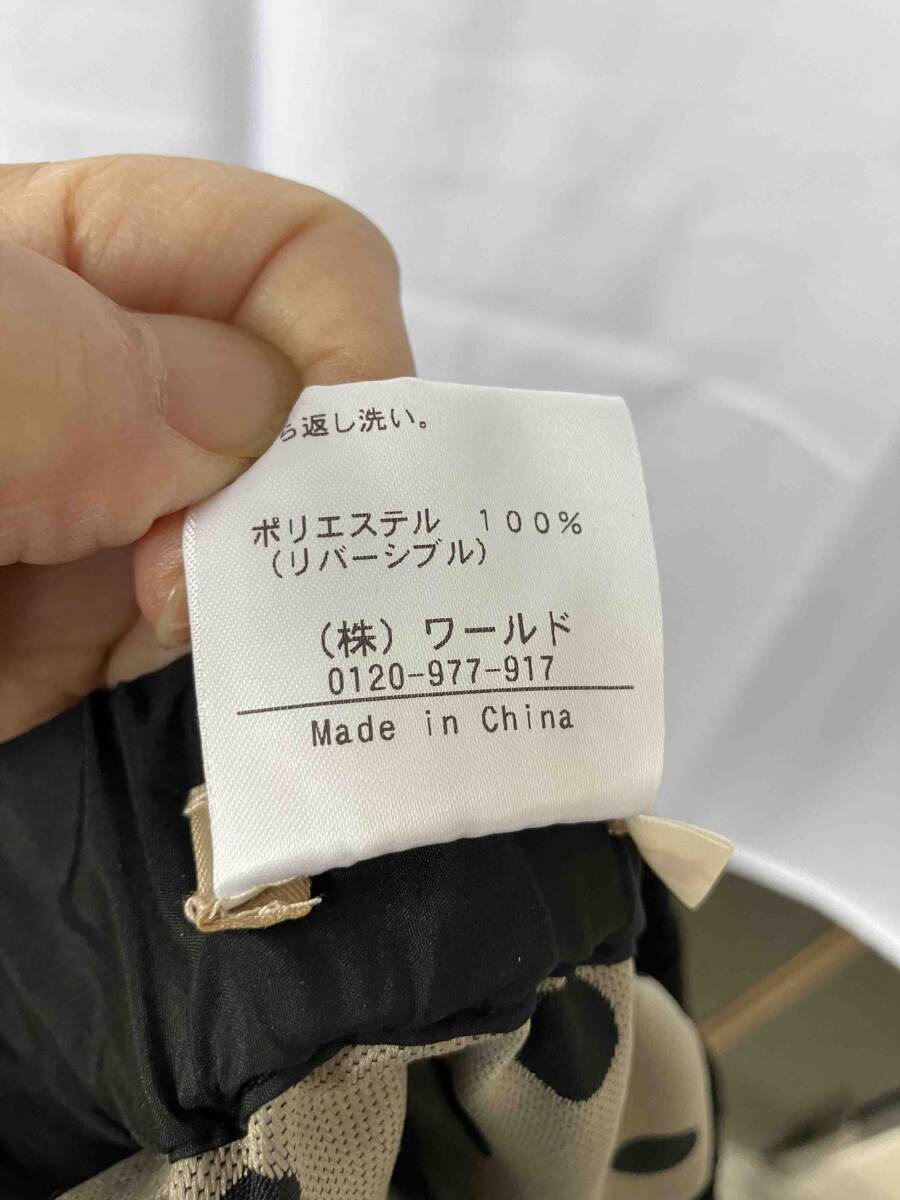 ら返し洗い。
ポリエステル 100%
(リバーシブル)
(株) ワールド
0120-977-917
Made in China